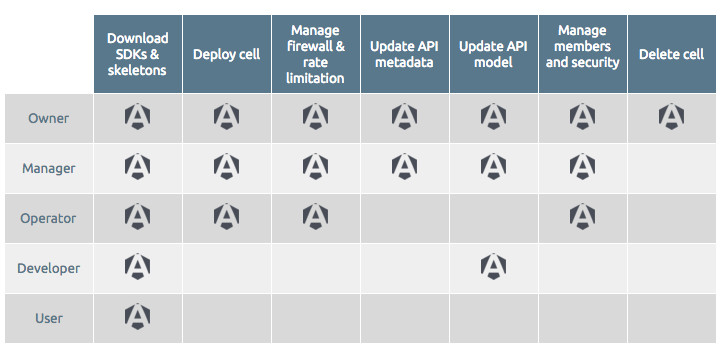 Download
SDKs &
skeletons
Deploy cell
Manage
firewall &
rate
limitation
Update API
metadata
Update API
model
Manage
members
and security
Delete cell
Owner
Manager
Operator
Developer
User